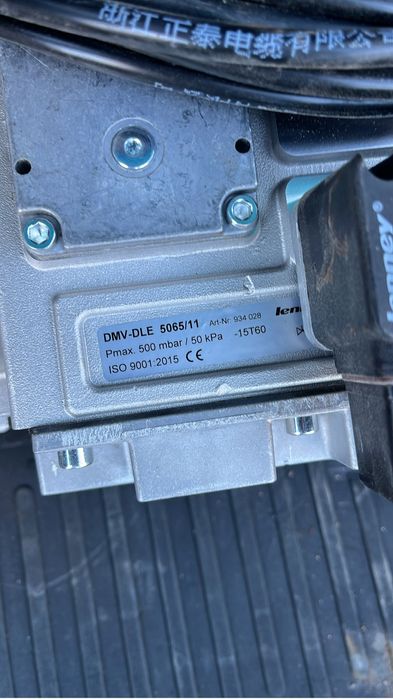 浙江正泰电缆有限公司
DMV-DLE 5065/11 Art-Nr. 934 028
Pmax. 500 mbar / 50 kPa -15T60
ISO 9001:2015 CE